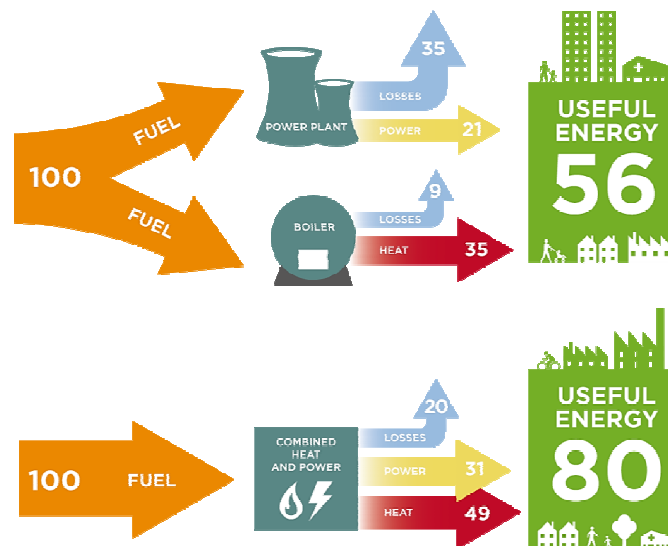 100
FUEL
FUEL
POWER PLANT
35
LOSSES
POWER
21
BOILER
9
LOSSES
HEAT
35
USEFUL
ENERGY
56
100
FUEL
COMBINED
HEAT
AND POWER
20
LOSSES
POWER
31
HEAT
49
USEFUL
ENERGY
80